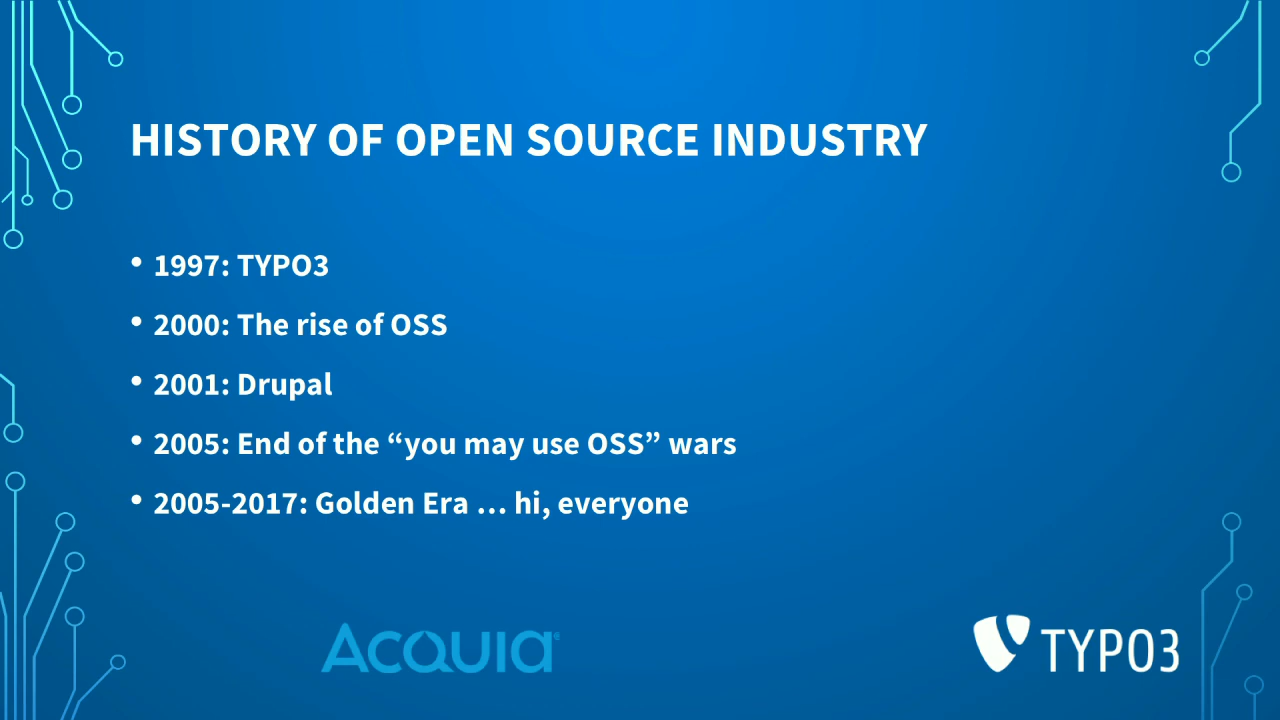 HISTORY OF OPEN SOURCE INDUSTRY
• 1997: TYPO3
• 2000: The rise of OSS
• 2001: Drupal
• 2005: End of the “you may use OSS” wars
• 2005-2017: Golden Era … hi, everyone
ACQUIA®
TYPO3